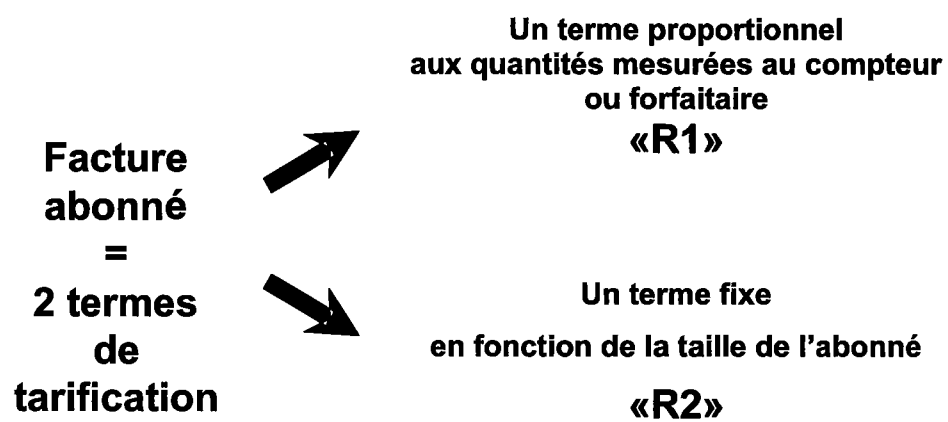 Facture
abonné
=
2 termes
de
tarification
Un terme proportionnel
aux quantités mesurées au compteur
ou forfaitaire
«R1»
Un terme fixe
en fonction de la taille de l'abonné
«R2»